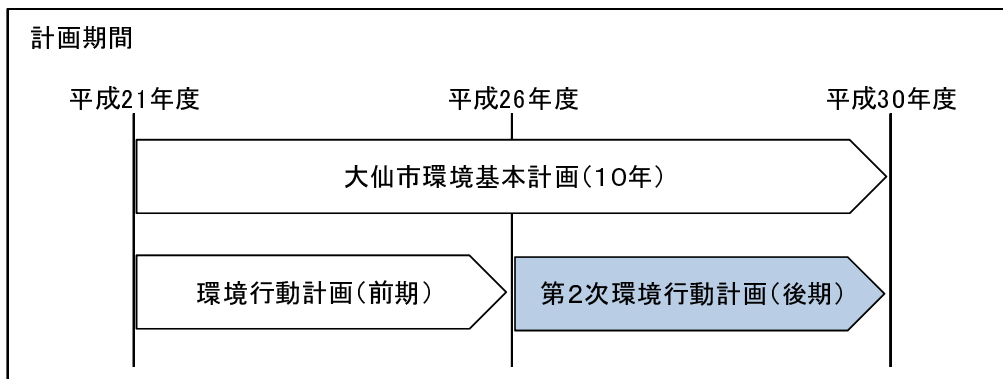 計画期間
平成21年度 平成26年度 平成30年度
大仙市環境基本計画(10年)
環境行動計画(前期) 第2次環境行動計画(後期)